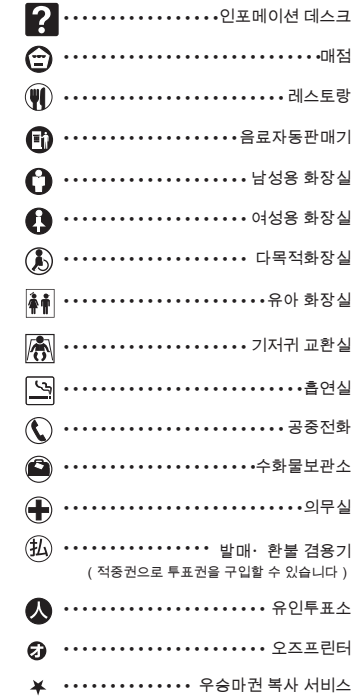 ? ················인포메이션 데스크
·····························매점
························레스토랑
····················음료자동판매기
····················남성용 화장실
····················여성용 화장실
···················· 다목적화장실
·······················유아 화장실
····················기저귀 교환실
···························흡연실
························공중전화
·····················수화물보관소
···························의무실
払 ················ 발매· 환불 겸용기
( 적중권으로 투표권을 구입할 수 있습니다 )
人 ······················ 유인투표소
オ ······················ 오즈프린터
★ ·············· 우승마권 복사 서비스